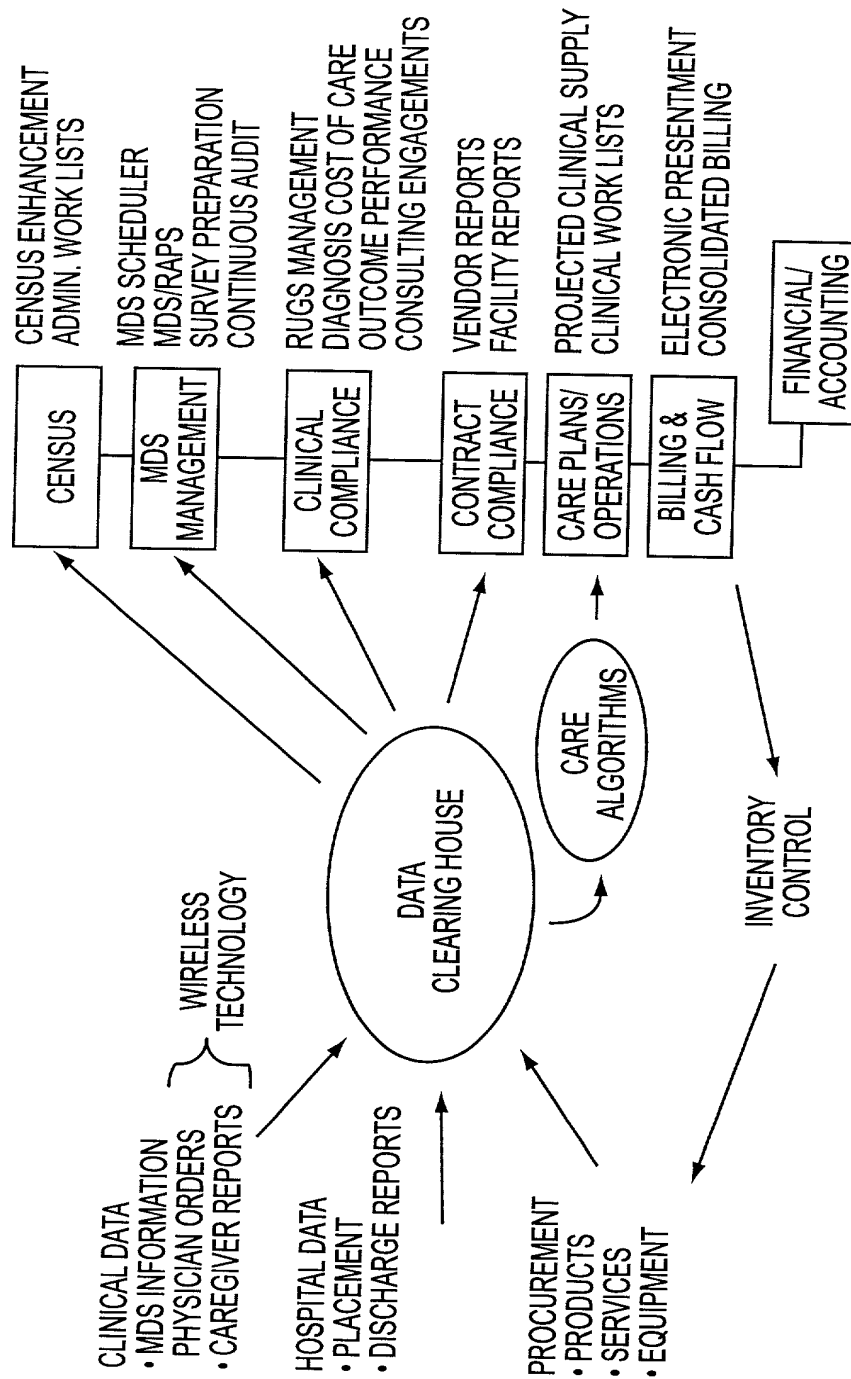 CLINICAL DATA
• MDS INFORMATION
PHYSICIAN ORDERS
• CAREGIVER REPORTS
WIRELESS
TECHNOLOGY
HOSPITAL DATA
• PLACEMENT
• DISCHARGE REPORTS
PROCUREMENT
• PRODUCTS
• SERVICES
• EQUIPMENT
DATA
CLEARING HOUSE
CARE
ALGORITHMS
INVENTORY
CONTROL
CENSUS
CENSUS ENHANCEMENT
ADMIN. WORK LISTS
MDS
MANAGEMENT
MDS SCHEDULER
MDS/RAPS
SURVEY PREPARATION
CONTINUOUS AUDIT
CLINICAL
COMPLIANCE
RUGS MANAGEMENT
DIAGNOSIS COST OF CARE
OUTCOME PERFORMANCE
CONSULTING ENGAGEMENTS
CONTRACT
COMPLIANCE
VENDOR REPORTS
FACILITY REPORTS
CARE PLANS/
OPERATIONS
PROJECTED CLINICAL SUPPLY
CLINICAL WORK LISTS
BILLING &
CASH FLOW
ELECTRONIC PRESENTMENT
CONSOLIDATED BILLING
FINANCIAL/
ACCOUNTING